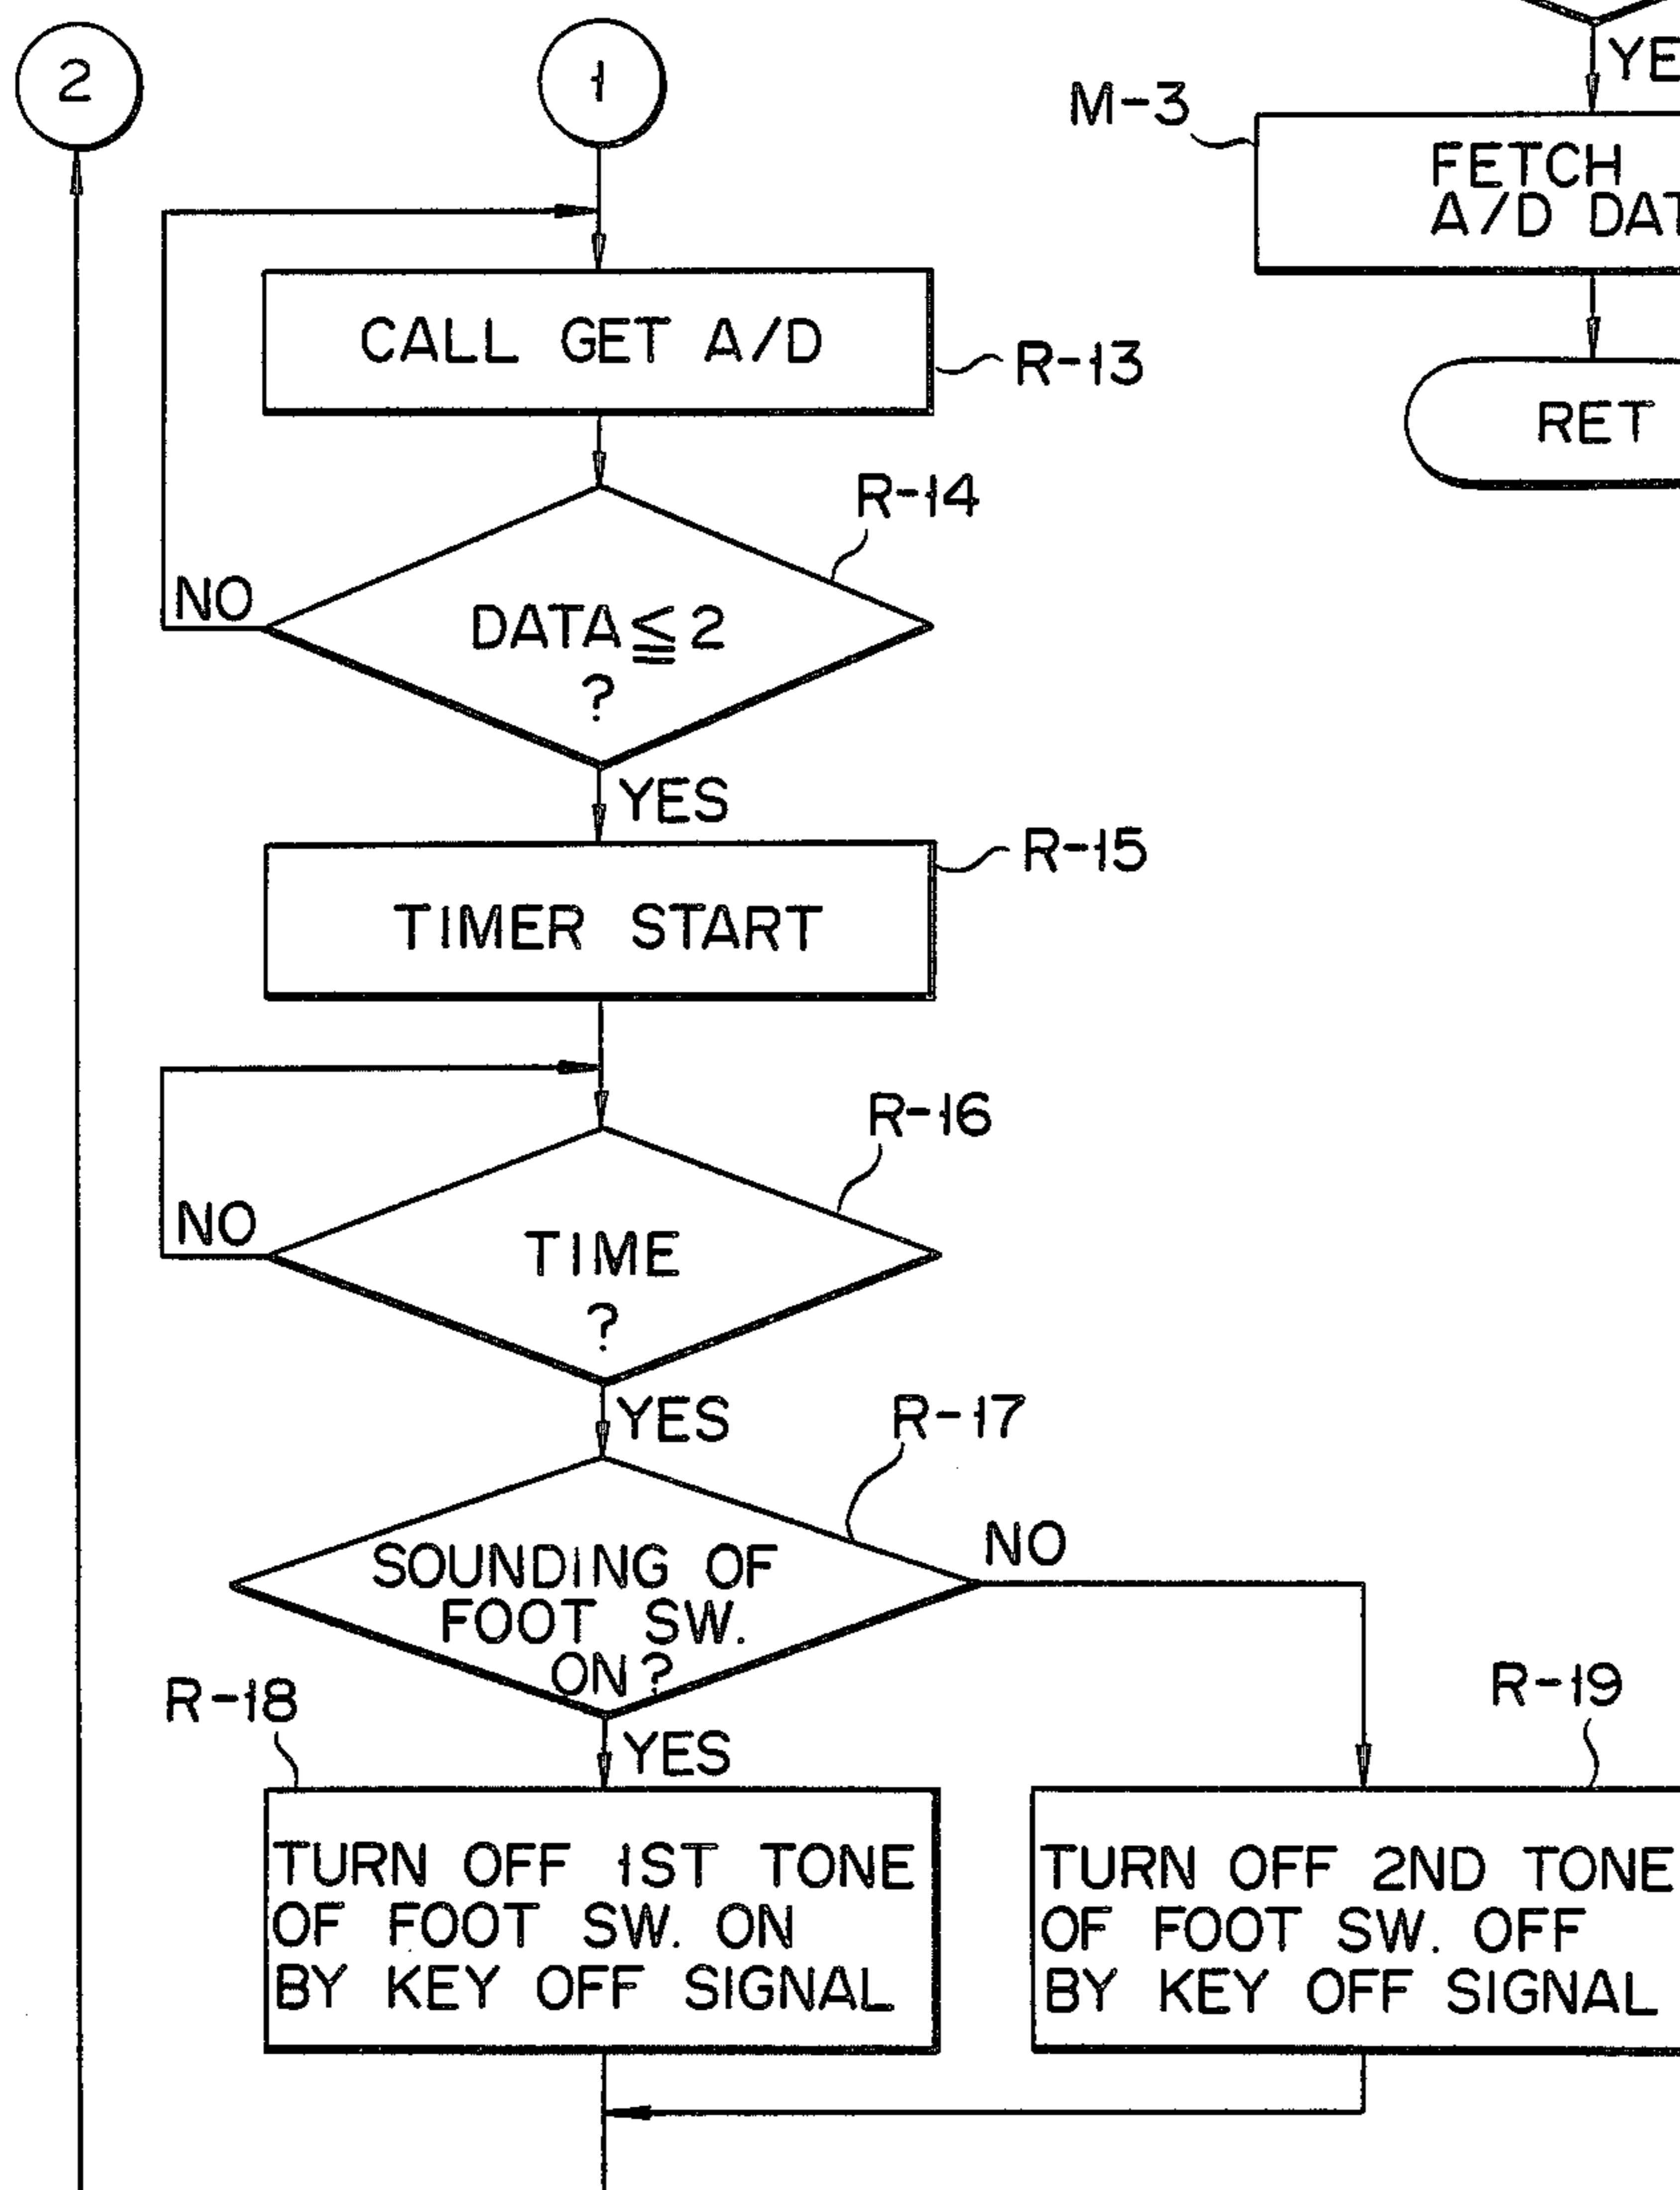 2
1
CALL GET A/D
R-13
R-14
NO
DATA≦2
?
YES
R-15
TIMER START
R-16
NO
TIME
?
YES
R-17
NO
SOUNDING OF
FOOT SW.
ON?
YES
R-18
TURN OFF 1ST TONE
OF FOOT SW. ON
BY KEY OFF SIGNAL
R-19
TURN OFF 2ND TONE
OF FOOT SW. OFF
BY KEY OFF SIGNAL
YE
M-3
FETCH
A/D DAT
RET